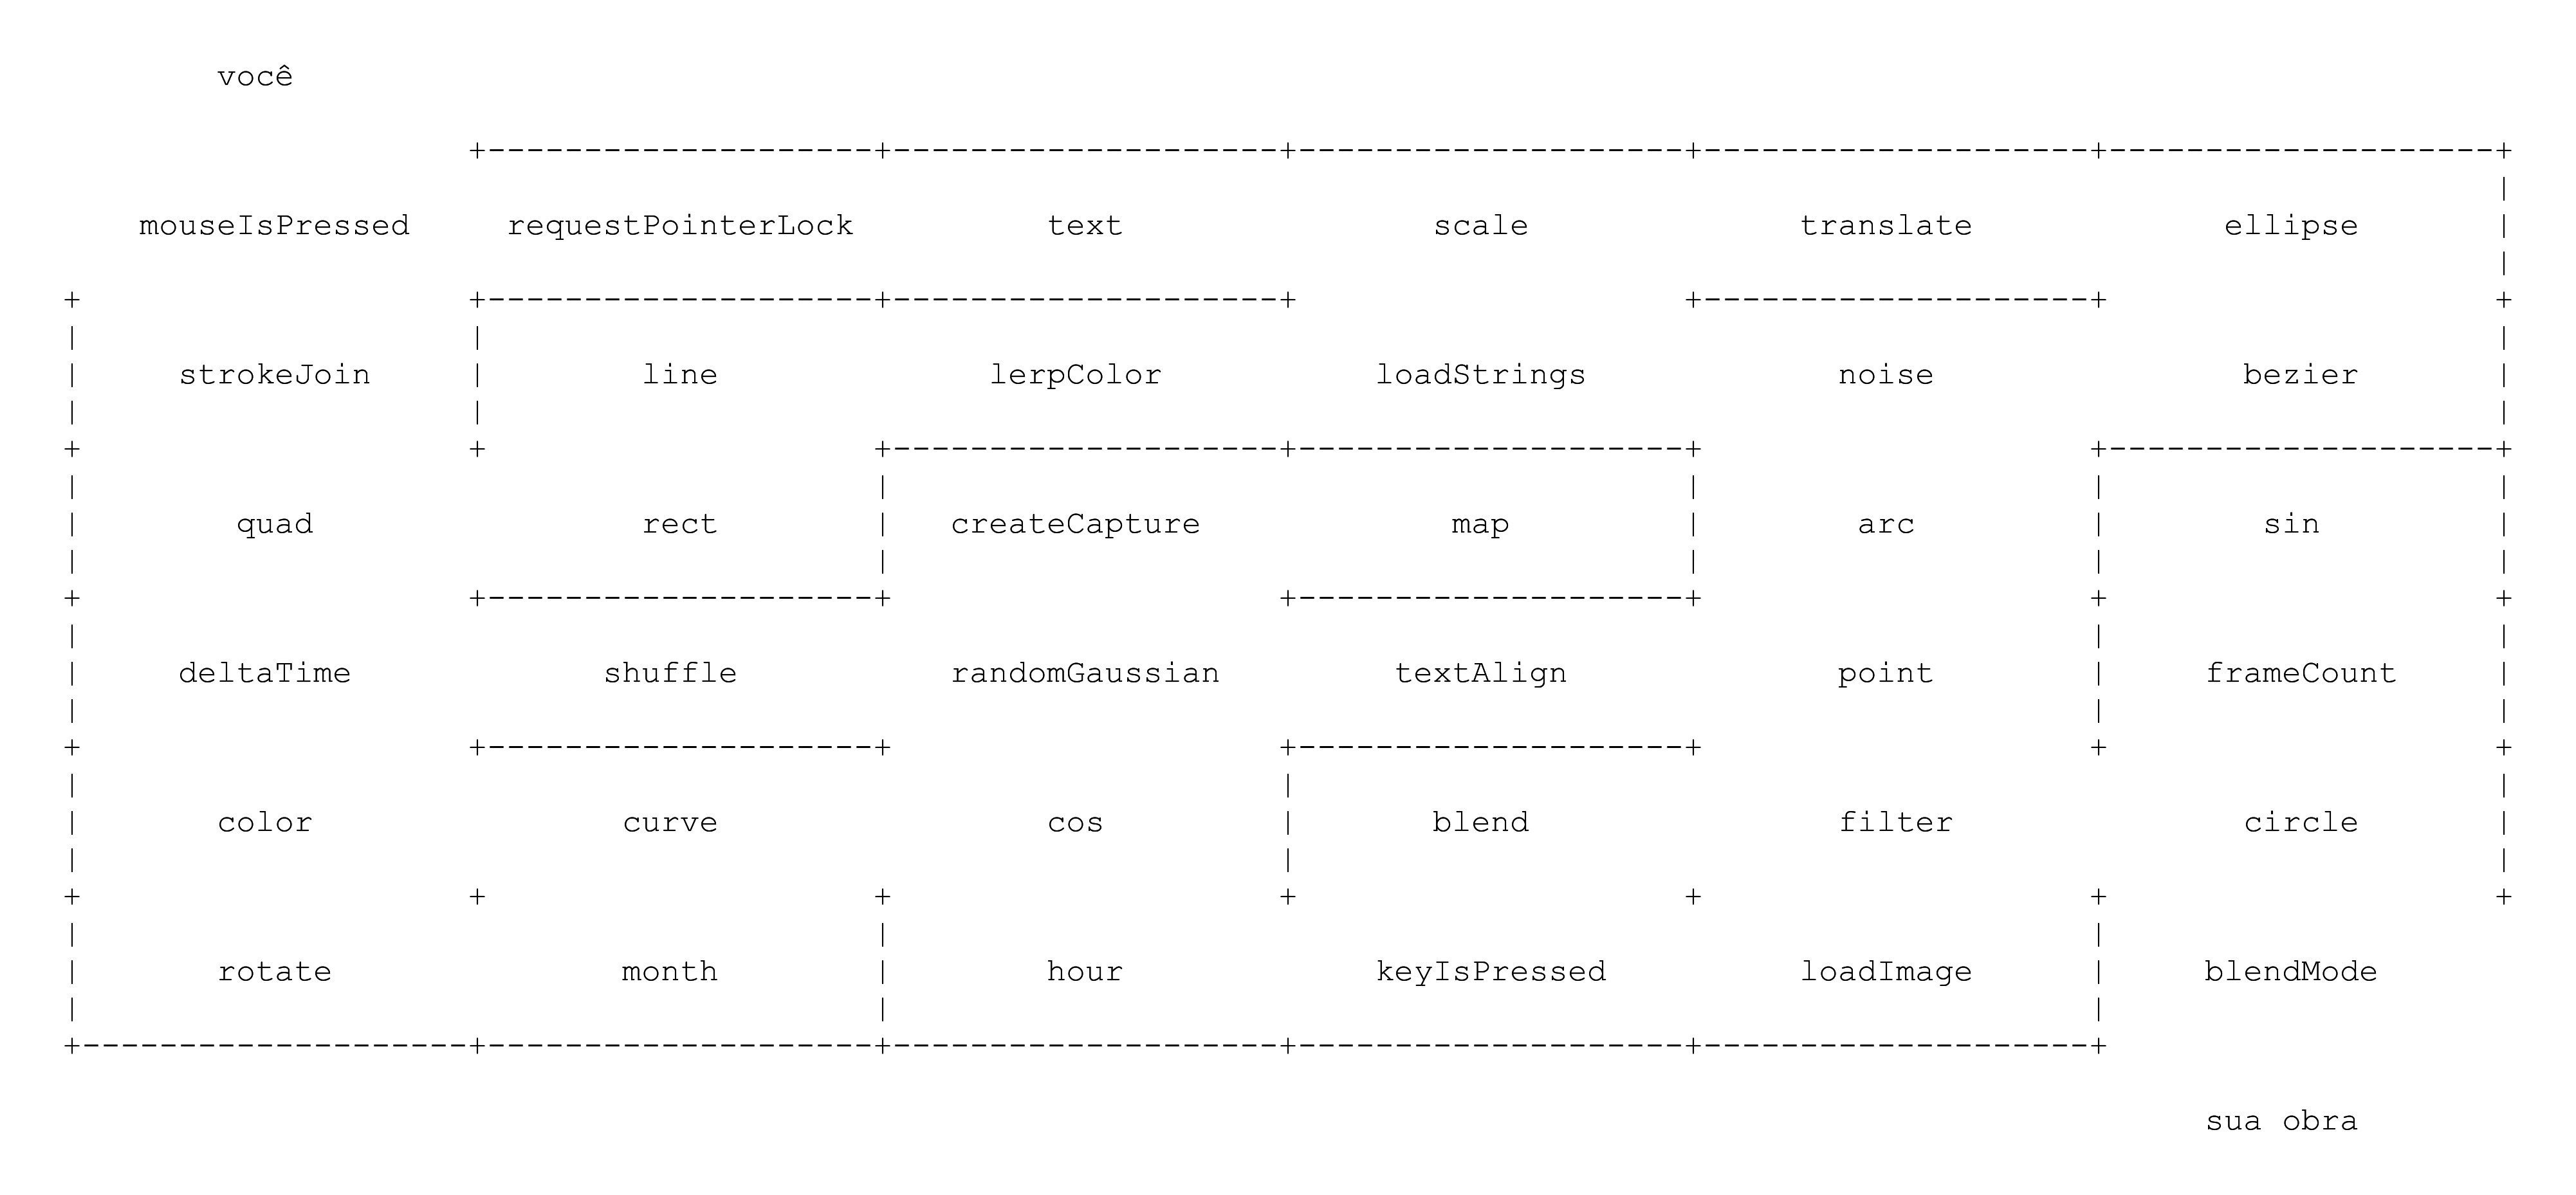 você
mouseIsPressed requestPointerLock text scale translate ellipse
strokeJoin line lerpColor loadStrings noise bezier
quad rect createCapture map arc sin
deltaTime shuffle randomGaussian textAlign point frameCount
color curve cos blend filter circle
rotate month hour keyIsPressed loadImage blendMode
sua obra